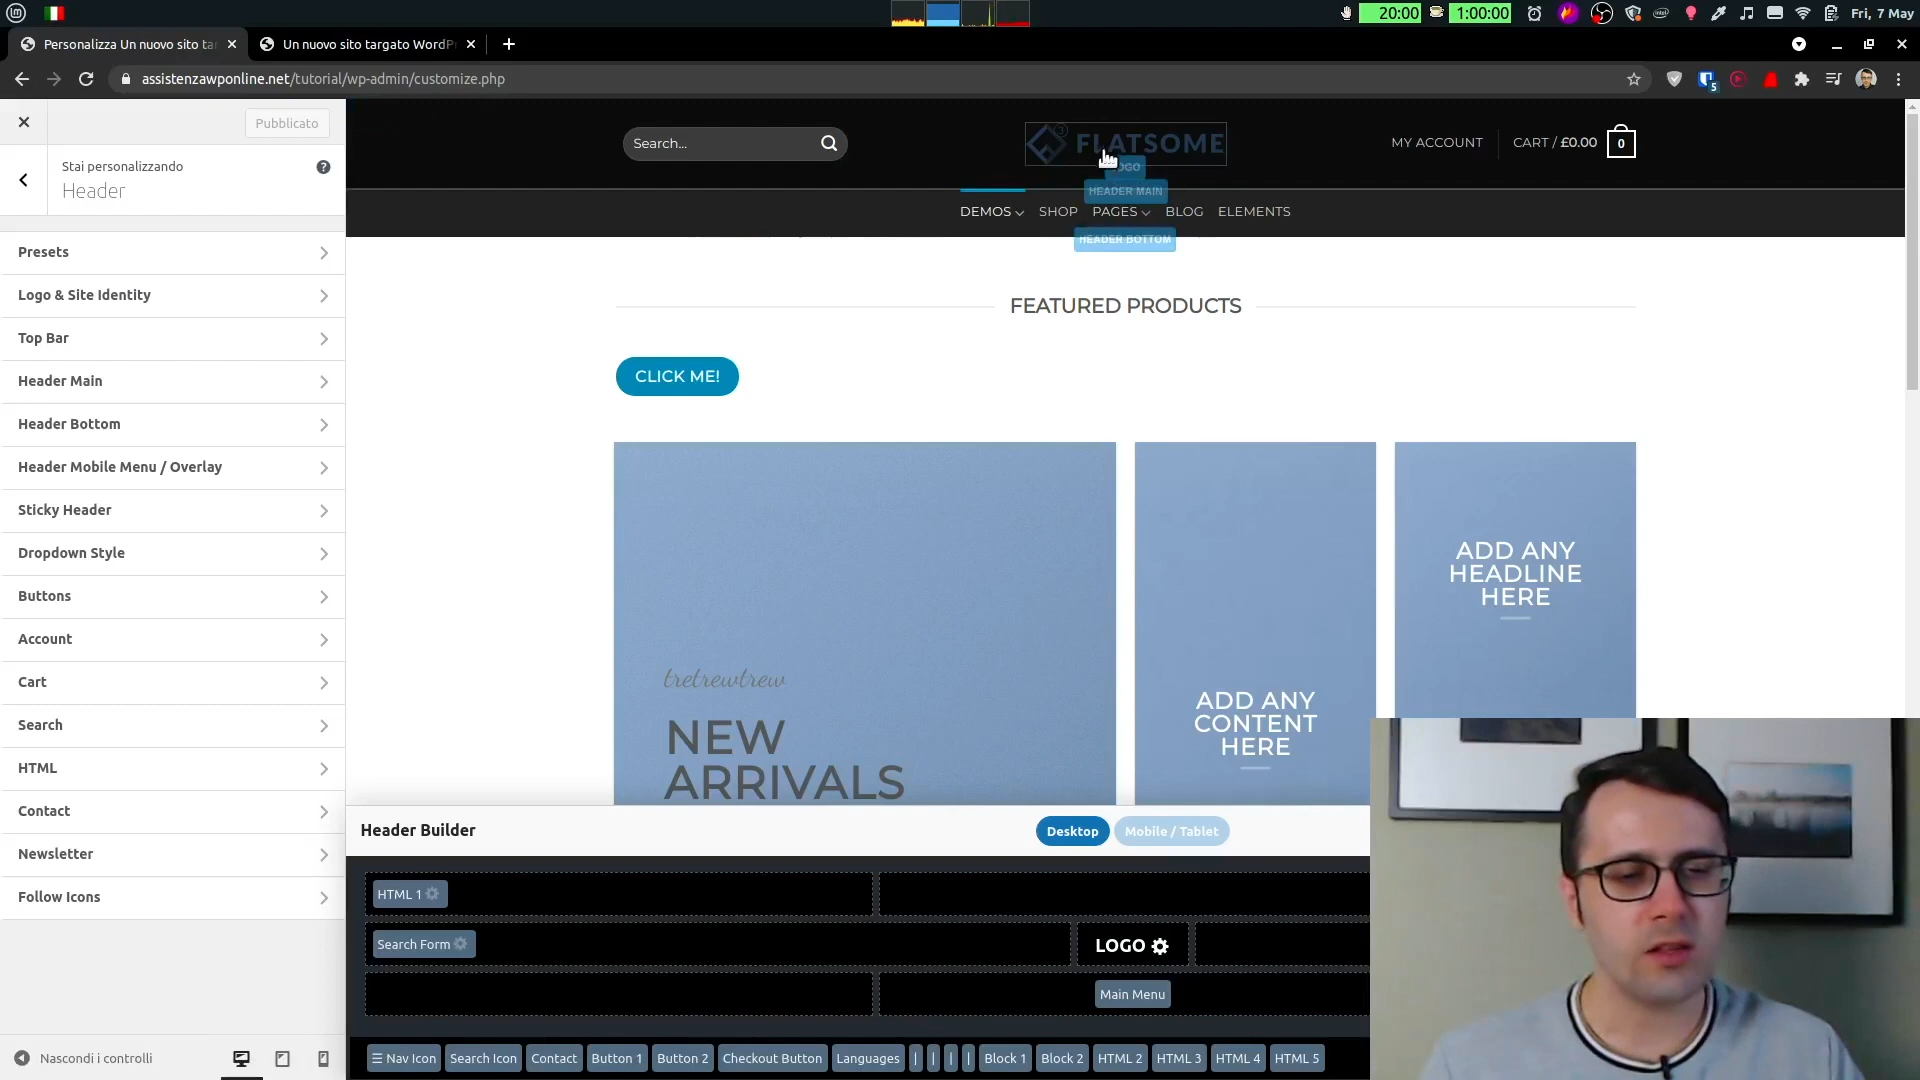 20:00
1:00:00
Fri, 7 May
Personalizza Un nuovo sito ta
Un nuovo sito targato WordP
assistenzawponline.net/tutorial/wp-admin/customize.php
5
Pubblicato
Stai personalizzando
Header
Presets
Logo & Site Identity
Top Bar
Header Main
Header Bottom
Header Mobile Menu / Overlay
Sticky Header
Dropdown Style
Buttons
Account
Cart
Search
HTML
Contact
Newsletter
Follow Icons
Nascondi i controlli
Search...
3
FLATSOME
LOGO
HEADER MAIN
MY ACCOUNT
CART / £0.00
0
DEMOS
SHOP
PAGES
BLOG
ELEMENTS
HEADER BOTTOM
FEATURED PRODUCTS
CLICK ME!
tretrewtrew
NEW
ARRIVALS
ADD ANY
CONTENT
HERE
ADD ANY
HEADLINE
HERE
Header Builder
Desktop
Mobile / Tablet
HTML 1
Search Form
LOGO
Main Menu
Nav Icon
Search Icon
Contact
Button 1
Button 2
Checkout Button
Languages
|
|
|
|
Block 1
Block 2
HTML 2
HTML 3
HTML 4
HTML 5